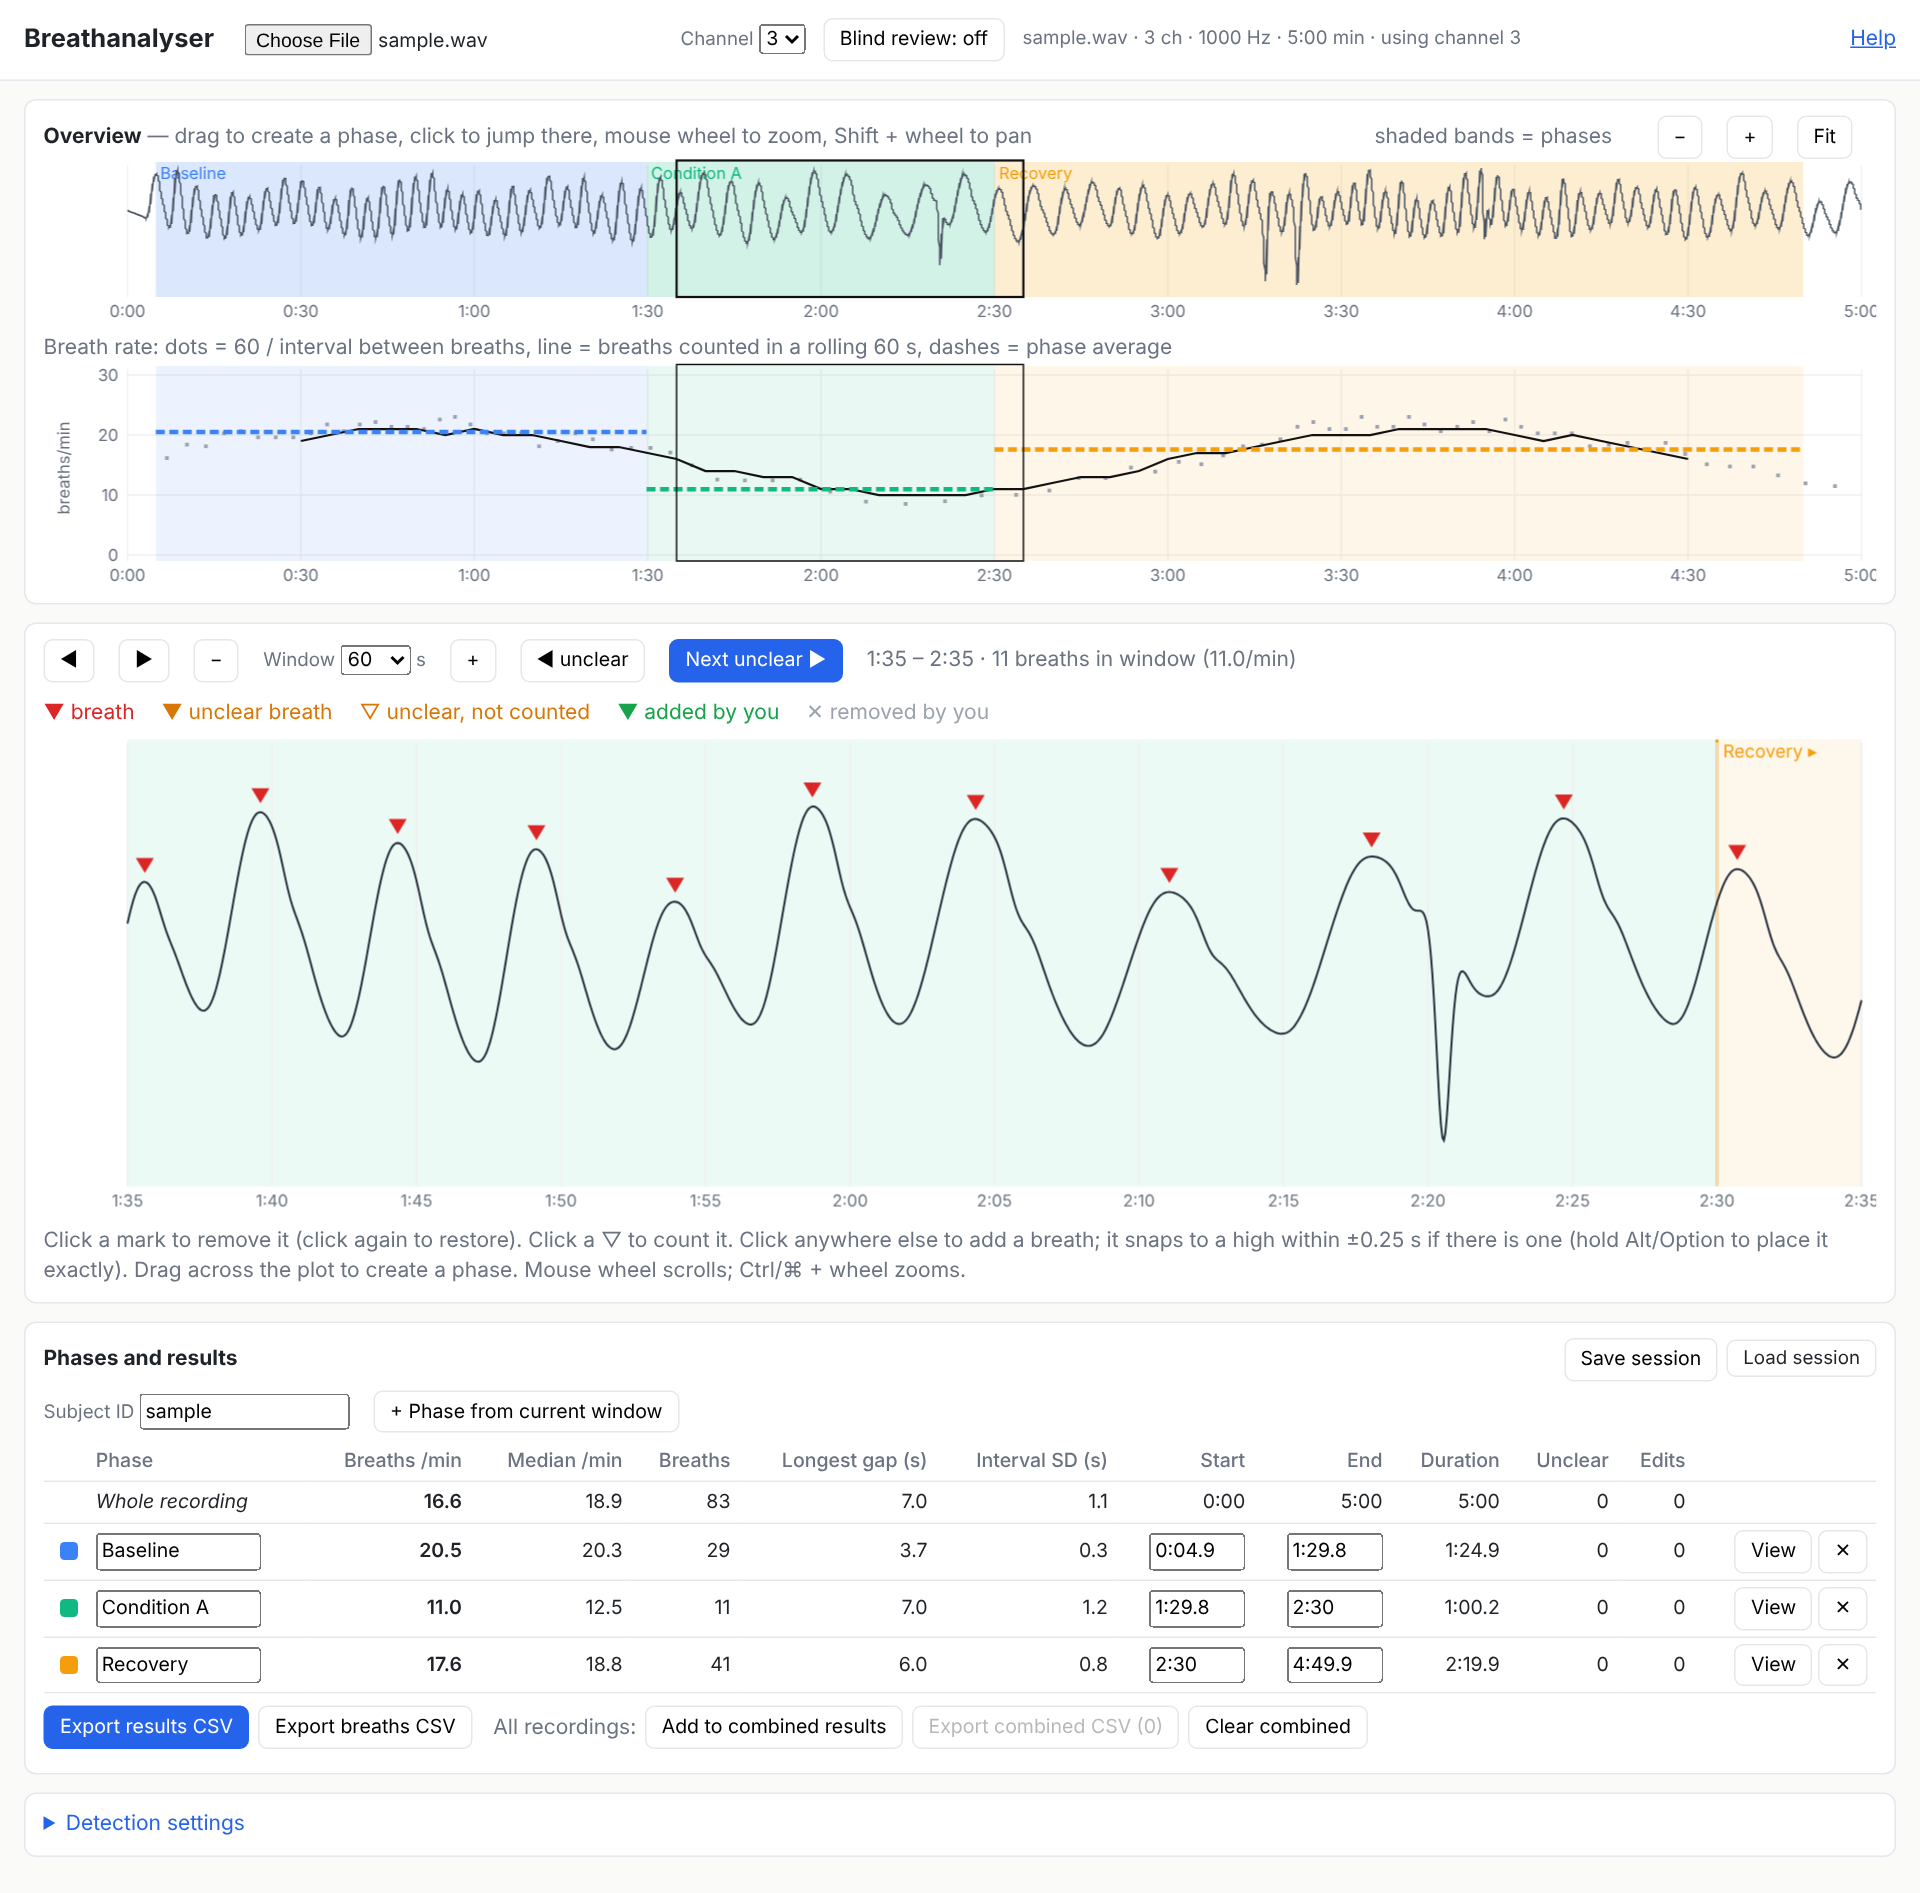 Breathanalyser Choose File sample.wav Channel 3 Blind review: off sample.wav · 3 ch · 1000 Hz · 5:00 min · using channel 3 Help
Overview — drag to create a phase, click to jump there, mouse wheel to zoom, Shift + wheel to pan shaded bands = phases − + Fit
Baseline Condition A Recovery
0:00 0:30 1:00 1:30 2:00 2:30 3:00 3:30 4:00 4:30 5:00
Breath rate: dots = 60 / interval between breaths, line = breaths counted in a rolling 60 s, dashes = phase average
30
20
10
0
breaths/min
0:00 0:30 1:00 1:30 2:00 2:30 3:00 3:30 4:00 4:30 5:00
◀ ▶ − Window 60 s + ◀ unclear Next unclear ▶ 1:35 – 2:35 · 11 breaths in window (11.0/min)
▼ breath ▼ unclear breath ▽ unclear, not counted ▼ added by you ✕ removed by you
Recovery ▸
1:35 1:40 1:45 1:50 1:55 2:00 2:05 2:10 2:15 2:20 2:25 2:30 2:35
Click a mark to remove it (click again to restore). Click a ▽ to count it. Click anywhere else to add a breath; it snaps to a high within ±0.25 s if there is one (hold Alt/Option to place it
exactly). Drag across the plot to create a phase. Mouse wheel scrolls; Ctrl/⌘ + wheel zooms.
Phases and results Save session Load session
Subject ID sample + Phase from current window
Phase Breaths /min Median /min Breaths Longest gap (s) Interval SD (s) Start End Duration Unclear Edits
Whole recording 16.6 18.9 83 7.0 1.1 0:00 5:00 5:00 0 0
Baseline 20.5 20.3 29 3.7 0.3 0:04.9 1:29.8 1:24.9 0 0 View ✕
Condition A 11.0 12.5 11 7.0 1.2 1:29.8 2:30 1:00.2 0 0 View ✕
Recovery 17.6 18.8 41 6.0 0.8 2:30 4:49.9 2:19.9 0 0 View ✕
Export results CSV Export breaths CSV All recordings: Add to combined results Export combined CSV (0) Clear combined
▶ Detection settings